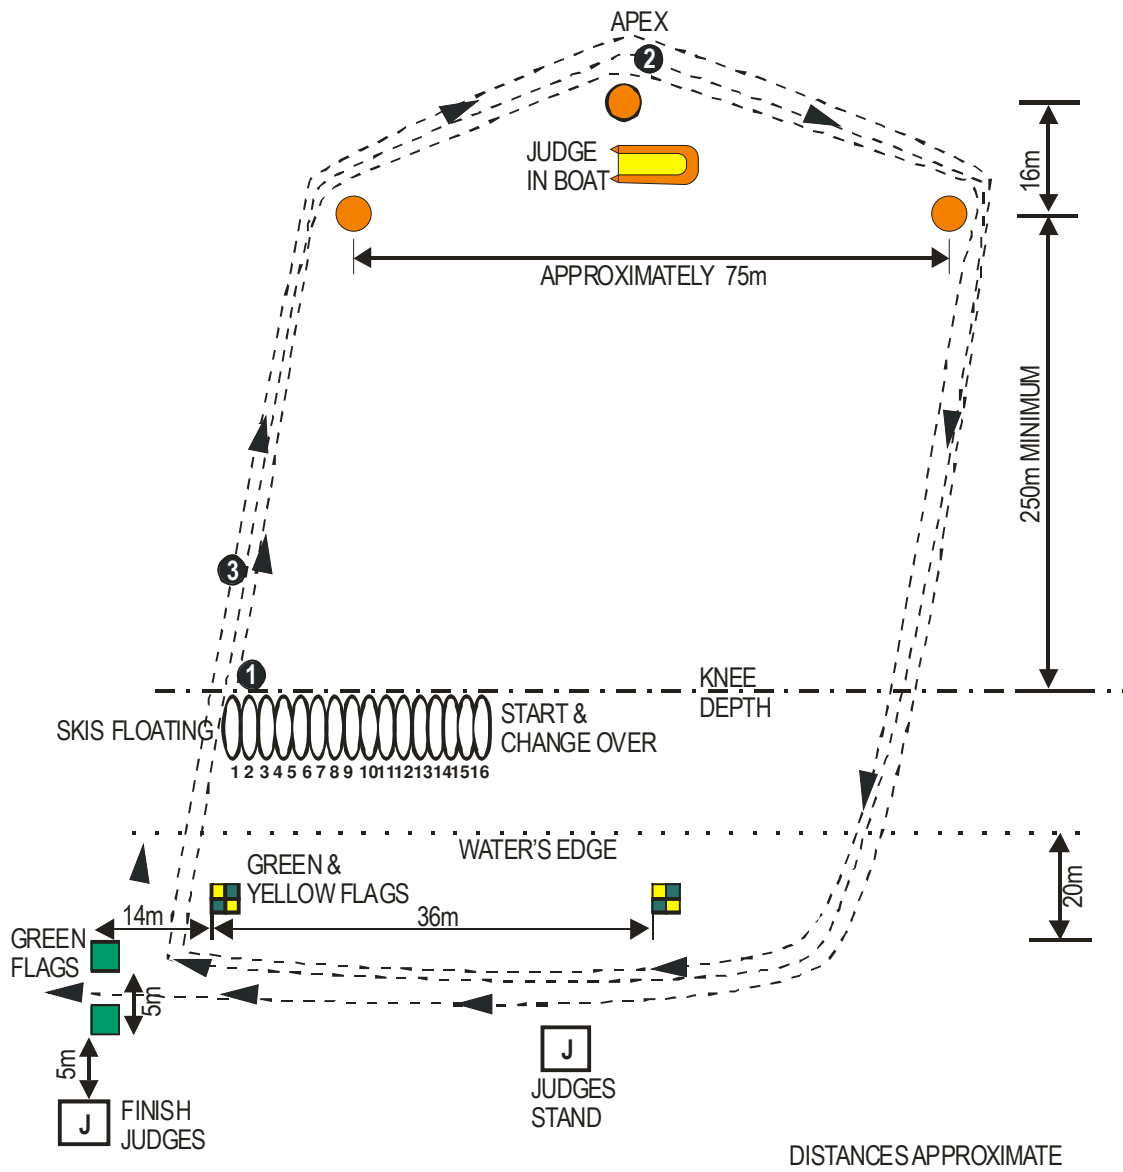 APEX
2
JUDGE
IN BOAT
16m
APPROXIMATELY 75m
250m MINIMUM
3
1
KNEE
DEPTH
SKIS FLOATING
START &
CHANGE OVER
1 2 3 4 5 6 7 8 9 10 11 12 13 14 15 16
WATER'S EDGE
GREEN &
YELLOW FLAGS
20m
14m
36m
GREEN
FLAGS
5m
5m
J
JUDGES
STAND
J
FINISH
JUDGES
DISTANCES APPROXIMATE